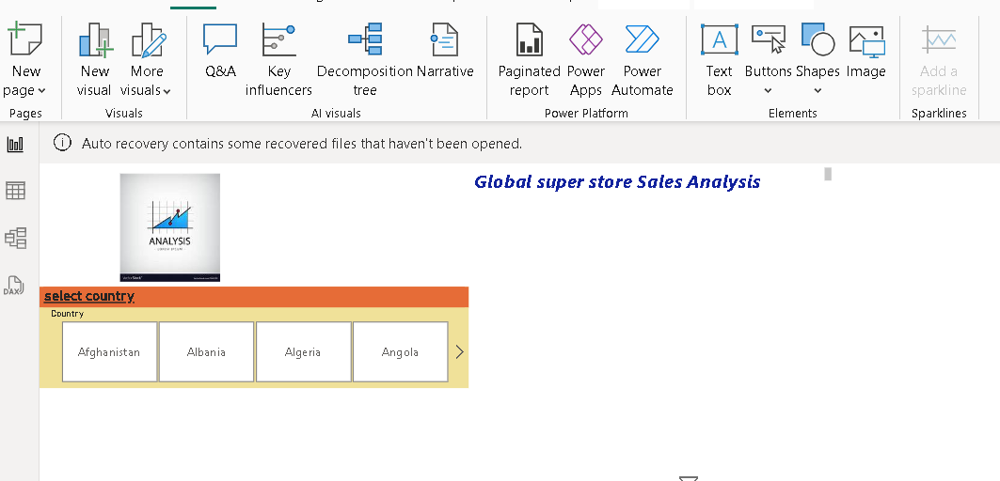 New page
New visual
More visuals
Q&A
Key influencers
Decomposition tree
Narrative
Paginated report
Power Apps
Power Automate
Text box
Buttons
Shapes
Image
Add a sparkline
Pages
Visuals
AI visuals
Power Platform
Elements
Sparklines
Auto recovery contains some recovered files that haven't been opened.
DAX
Global super store Sales Analysis
ANALYSIS
select country
Country
Afghanistan
Albania
Algeria
Angola